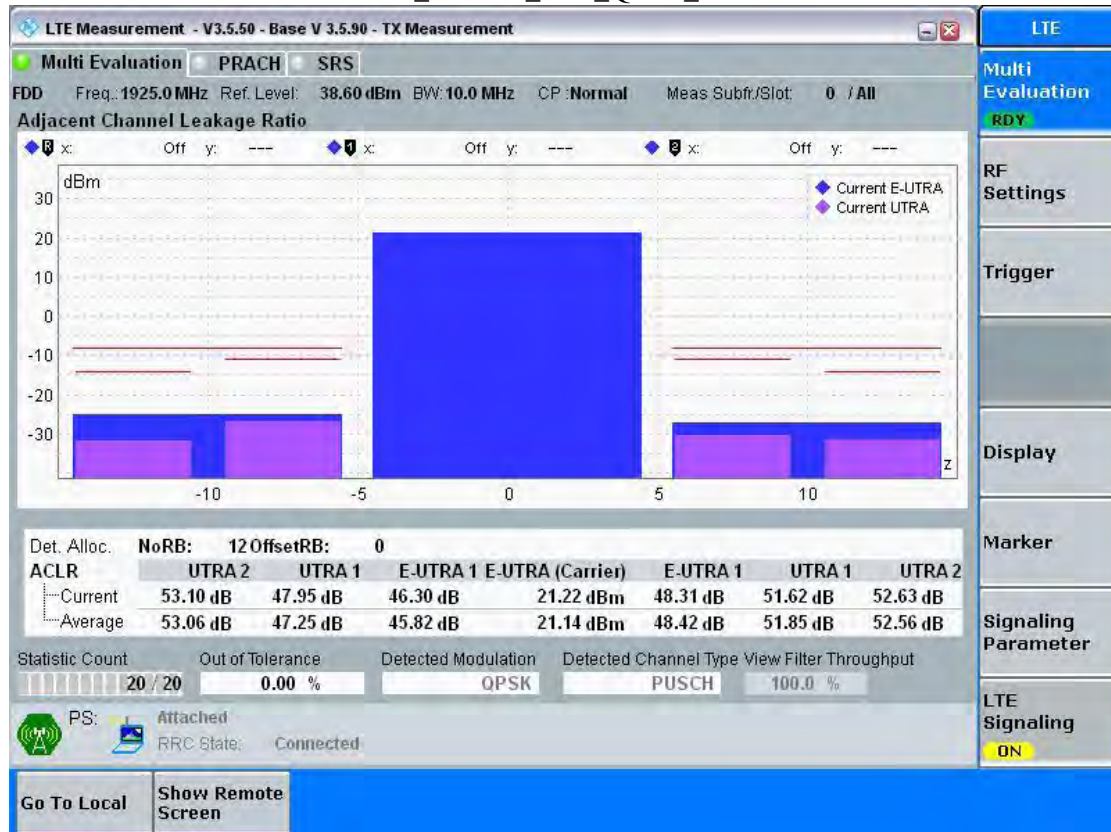 LTE Measurement - V3.5.50 - Base V 3.5.90 - TX Measurement
LTE
Multi Evaluation PRACH SRS
Multi Evaluation
RDY
FDD Freq.: 1925.0 MHz Ref. Level: 38.60 dBm BW: 10.0 MHz CP :Normal Meas Subfr./Slot: 0 / All
Adjacent Channel Leakage Ratio
R x: Off y: --- 1 x: Off y: --- 2 x: Off y: ---
dBm
Current E-UTRA
Current UTRA
30
20
10
0
-10
-20
-30
z
-10 -5 0 5 10
RF Settings
Trigger
Display
Marker
Signaling Parameter
LTE Signaling
ON
Det. Alloc. NoRB: 12 OffsetRB: 0
ACLR UTRA 2 UTRA 1 E-UTRA 1 E-UTRA (Carrier) E-UTRA 1 UTRA 1 UTRA 2
Current 53.10 dB 47.95 dB 46.30 dB 21.22 dBm 48.31 dB 51.62 dB 52.63 dB
Average 53.06 dB 47.25 dB 45.82 dB 21.14 dBm 48.42 dB 51.85 dB 52.56 dB
Statistic Count Out of Tolerance Detected Modulation Detected Channel Type View Filter Throughput
20 / 20 0.00 % QPSK PUSCH 100.0 %
PS: Attached
RRC State: Connected
Go To Local
Show Remote Screen